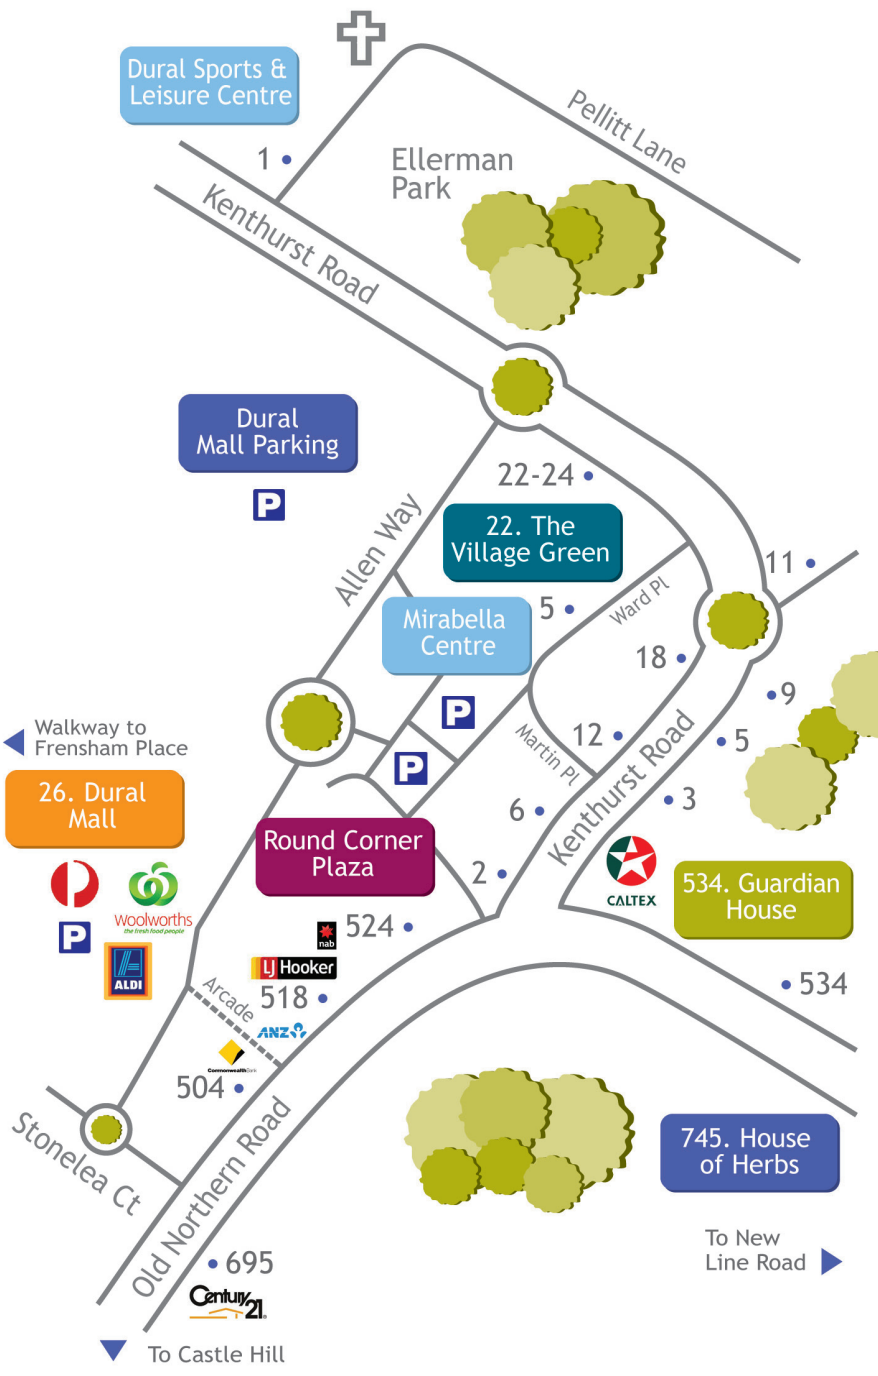 Dural Sports &
Leisure Centre
Pellitt Lane
1
Ellerman
Park
Kenthurst Road
Dural
Mall Parking
P
22-24
22. The
Village Green
Allen Way
11
Mirabella
Centre
5
Ward Pl
18
9
Walkway to
Frensham Place
P
12
5
Martin Pl
Kenthurst Road
P
26. Dural
Mall
6
3
Round Corner
Plaza
2
CALTEX
534. Guardian
House
Woolworths
the fresh food people
P
ALDI
nab
524
LJ Hooker
Arcade
518
534
ANZ
CommonwealthBank
504
Stonelea Ct
Old Northern Road
745. House
of Herbs
To New
Line Road
695
Century 21
To Castle Hill